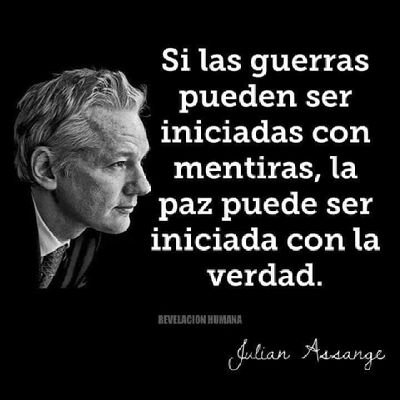 Si las guerras
pueden ser
iniciadas con
mentiras, la
paz puede ser
iniciada con la
verdad.
REVELACION HUMANA
Julian Assange